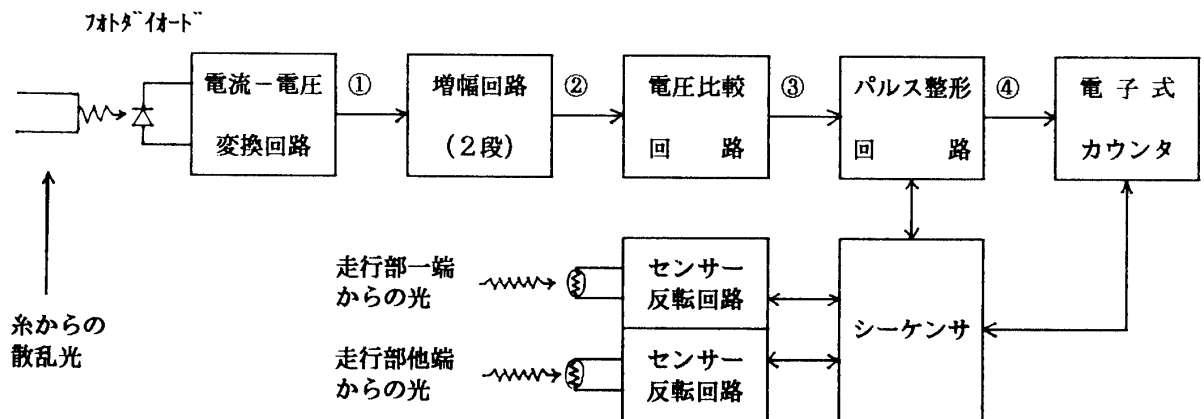 フォトダイオード
電流－電圧
変換回路
①
増幅回路
(２段)
②
電圧比較
回　　路
③
パルス整形
回　　路
④
電 子 式
カウンタ
糸からの
散乱光
走行部一端
からの光
センサー
反転回路
走行部他端
からの光
センサー
反転回路
シーケンサ